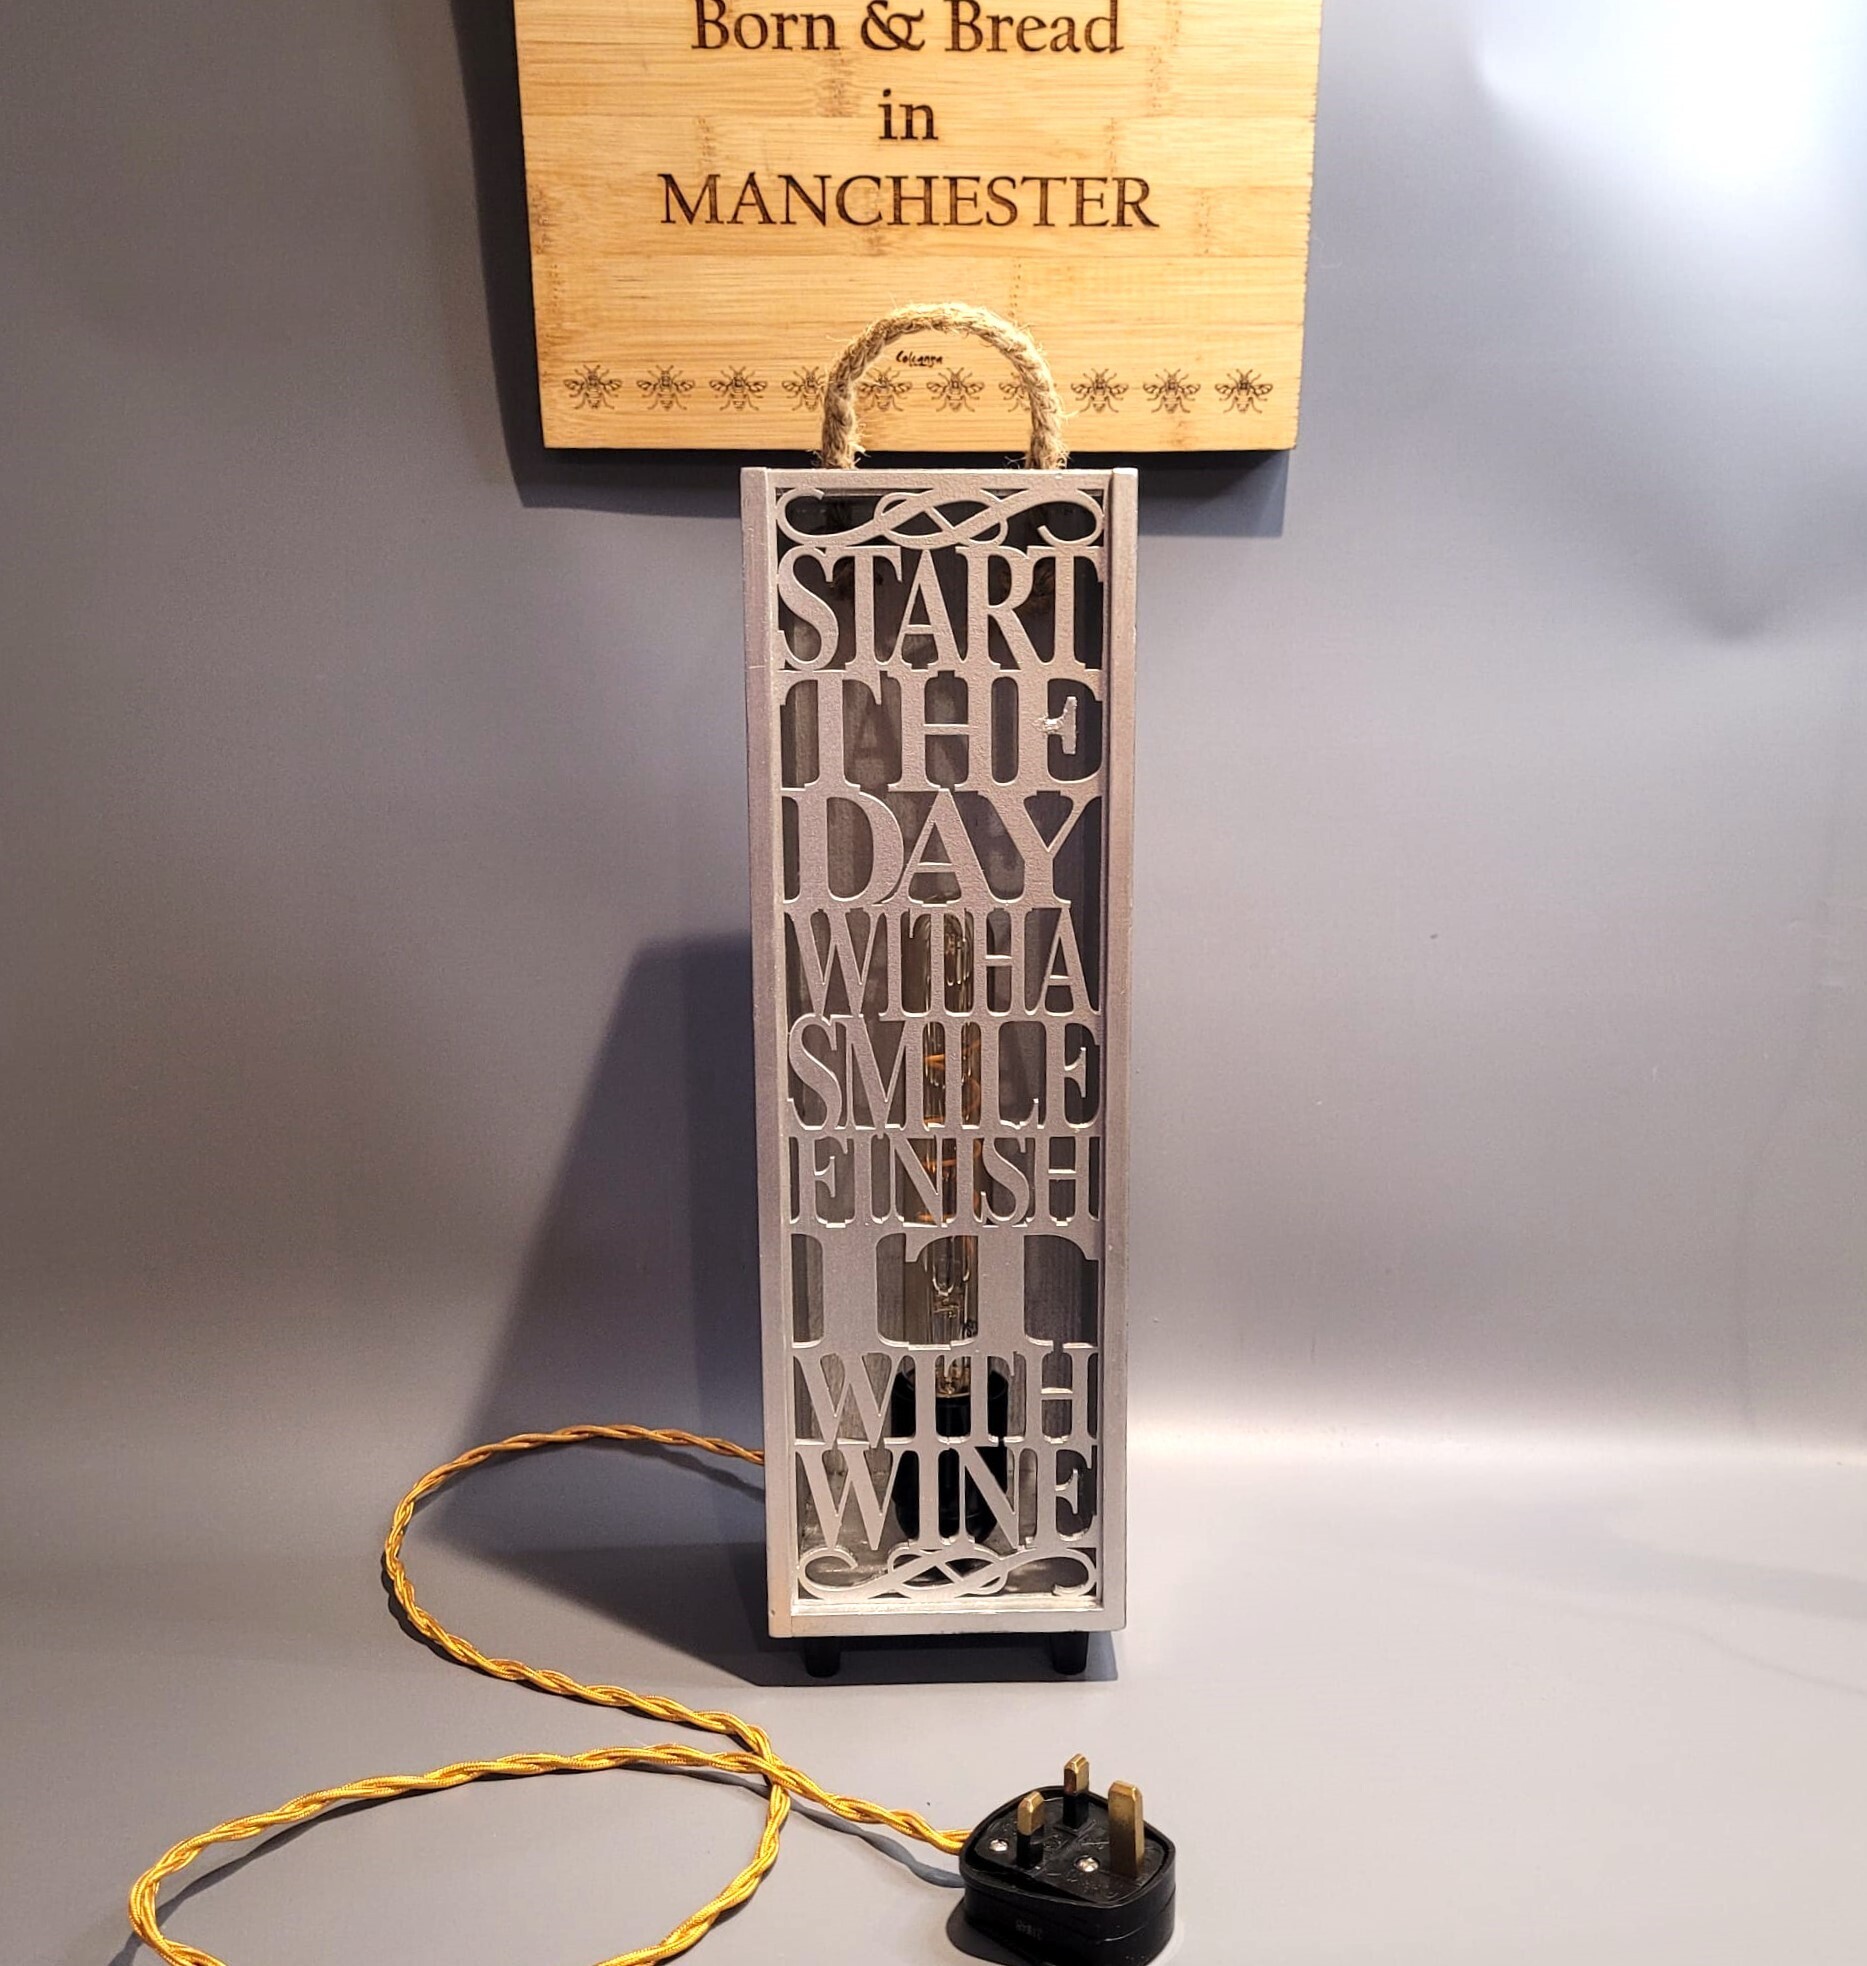 Born & Bread
in
MANCHESTER
START
THE
DAY
WITH A
SMILE
FINISH
IT
WITH
WINE